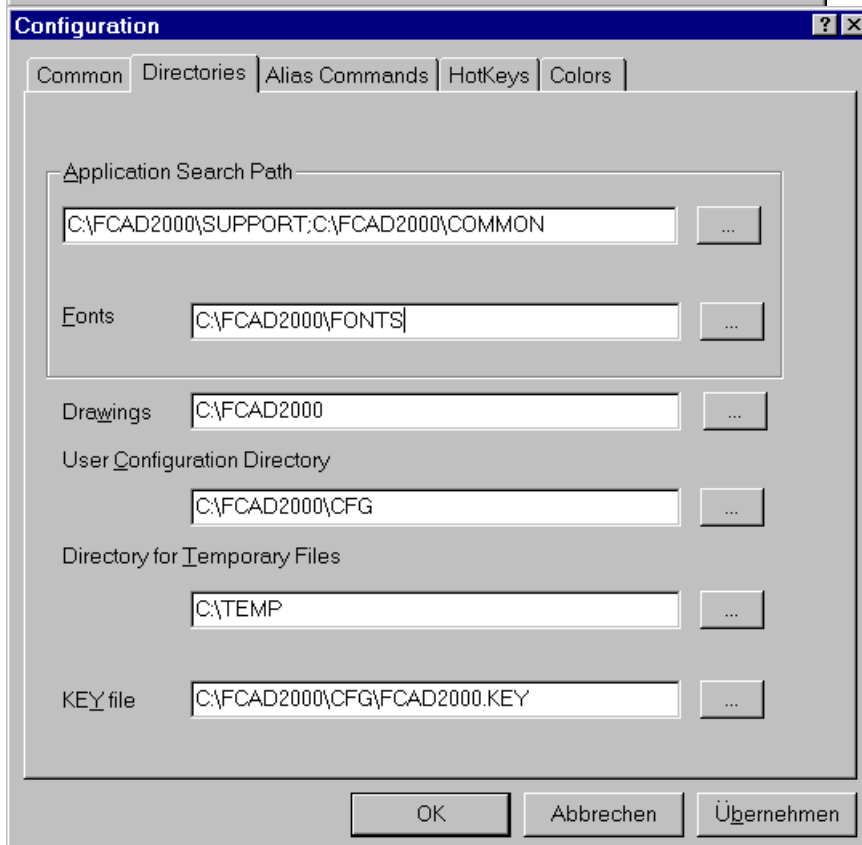 Configuration
Common Directories Alias Commands HotKeys Colors
Application Search Path
C:\FCAD2000\SUPPORT;C:\FCAD2000\COMMON ...
Fonts C:\FCAD2000\FONTS ...
Drawings C:\FCAD2000 ...
User Configuration Directory
C:\FCAD2000\CFG ...
Directory for Temporary Files
C:\TEMP ...
KEY file C:\FCAD2000\CFG\FCAD2000.KEY ...
OK Abbrechen Übernehmen